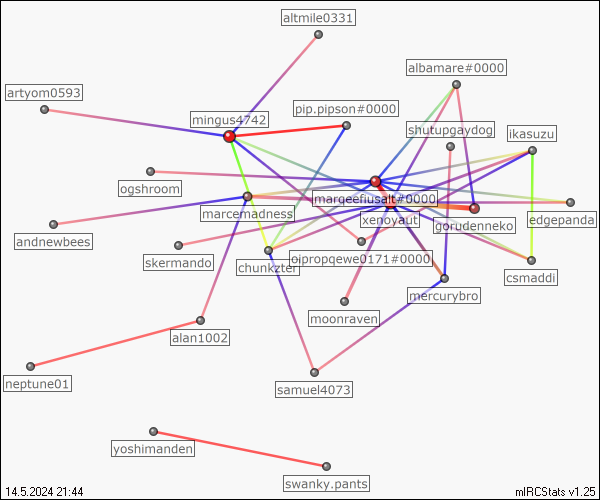 altmile0331
albamare#0000
artyom0593
pip.pipson#0000
mingus4742
shutupgaydog
ikasuzu
ogshroom
margeefiusalt#0000
marcemadness
xenoyaut
gorudenneko
edgepanda
andnewbees
skermando
chunkzter
oipropqewe0171#0000
csmaddi
mercurybro
moonraven
alan1002
neptune01
samuel4073
yoshimanden
swanky.pants
14.5.2024 21:44
mIRCStats v1.25